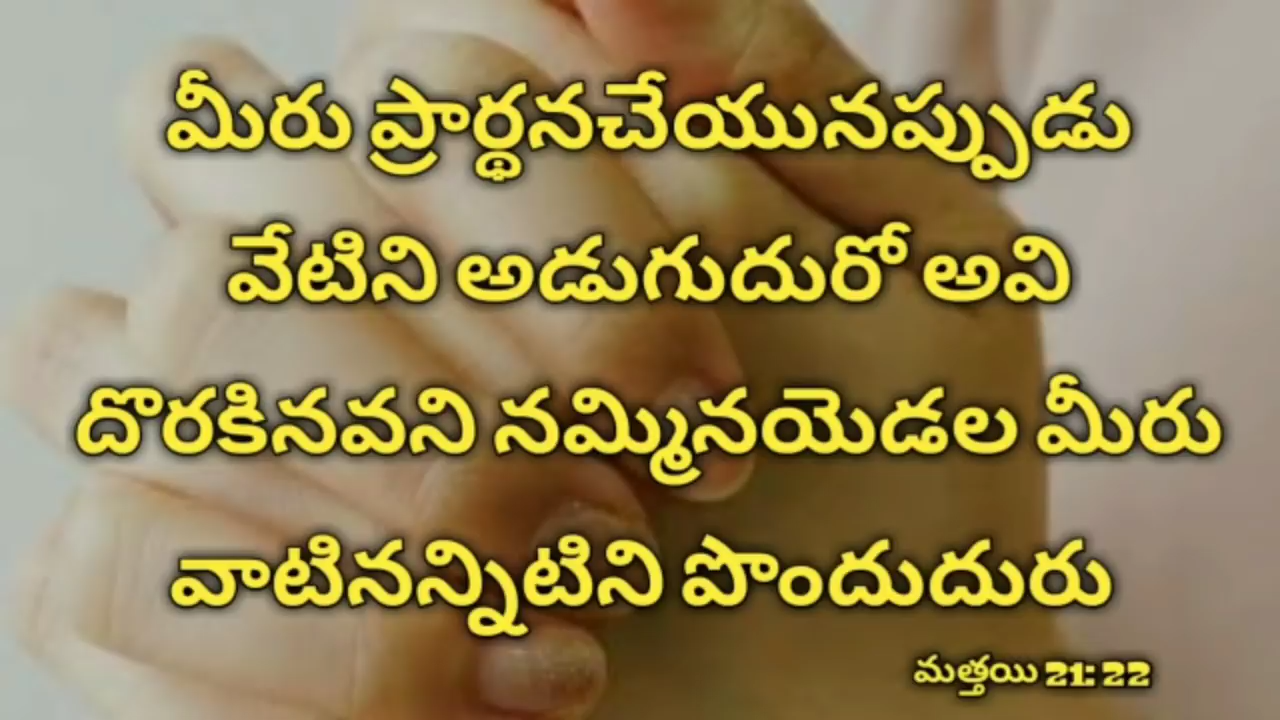 మీరు ప్రార్థనచేయునప్పుడు
వేటిని అడుగుదురో అవి
దొరకినవని నమ్మినయెడల మీరు
వాటినన్నిటిని పొందుదురు
మత్తయి 21: 22